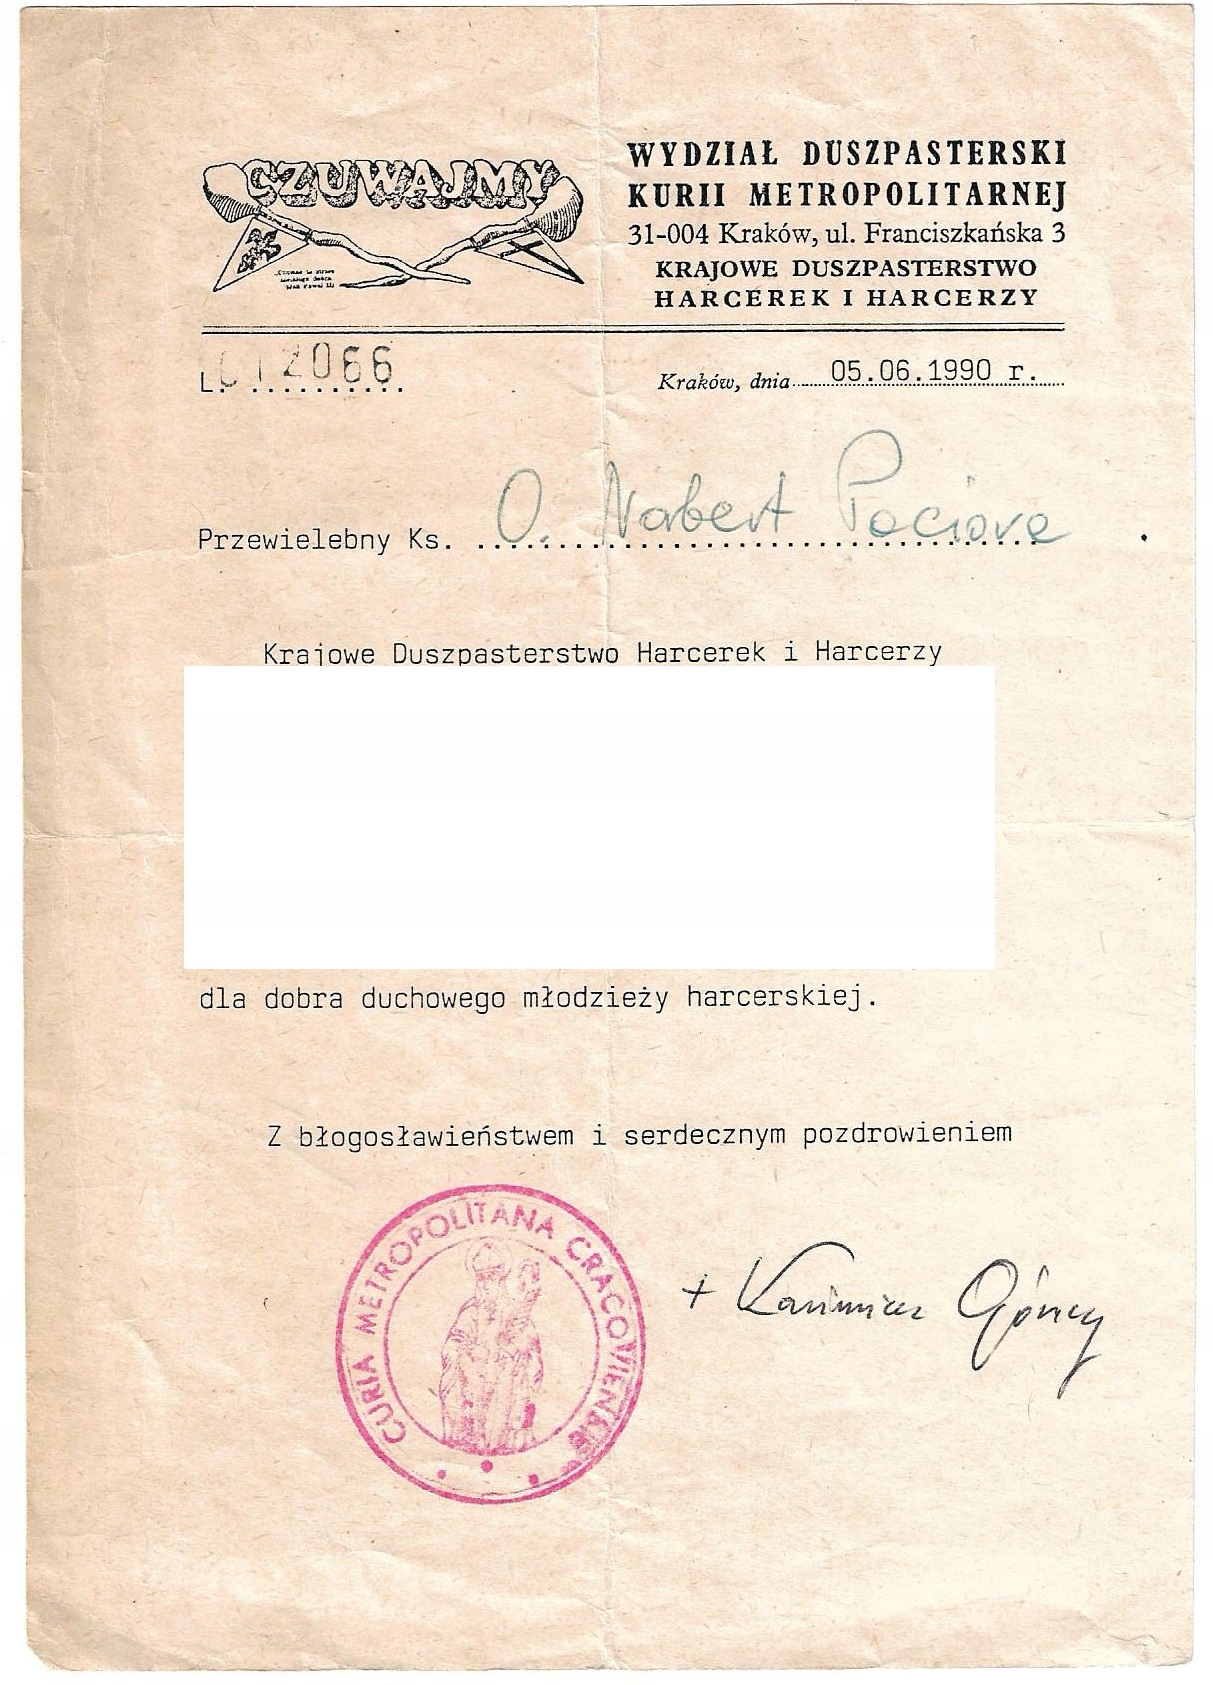 CZUWAJMY
WYDZIAŁ DUSZPASTERSKI
KURII METROPOLITARNEJ
31-004 Kraków, ul. Franciszkańska 3
KRAJOWE DUSZPASTERSTWO
HARCEREK I HARCERZY
L. 2066
Kraków, dnia 05.06.1990 r.
Przewielebny Ks. O. Norbert
Krajowe Duszpasterstwo Harcerek i Harcerzy
dla dobra duchowego młodzieży harcerskiej.
Z błogosławieństwem i serdecznym pozdrowieniem
CURIA METROPOLITANA CRACOVIENSIS
+ Kazimierz Górny